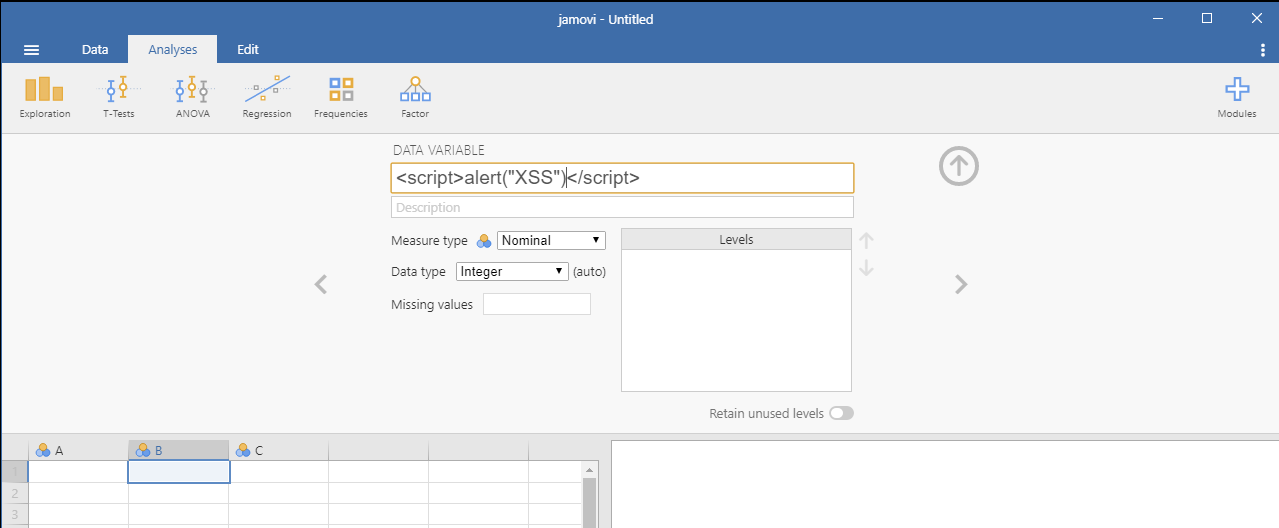 jamovi - Untitled
Data Analyses Edit
Exploration T-Tests ANOVA Regression Frequencies Factor Modules
DATA VARIABLE
<script>alert("XSS")</script>
Description
Measure type Nominal
Levels
Data type Integer (auto)
Missing values
Retain unused levels
A B C
1
2
3